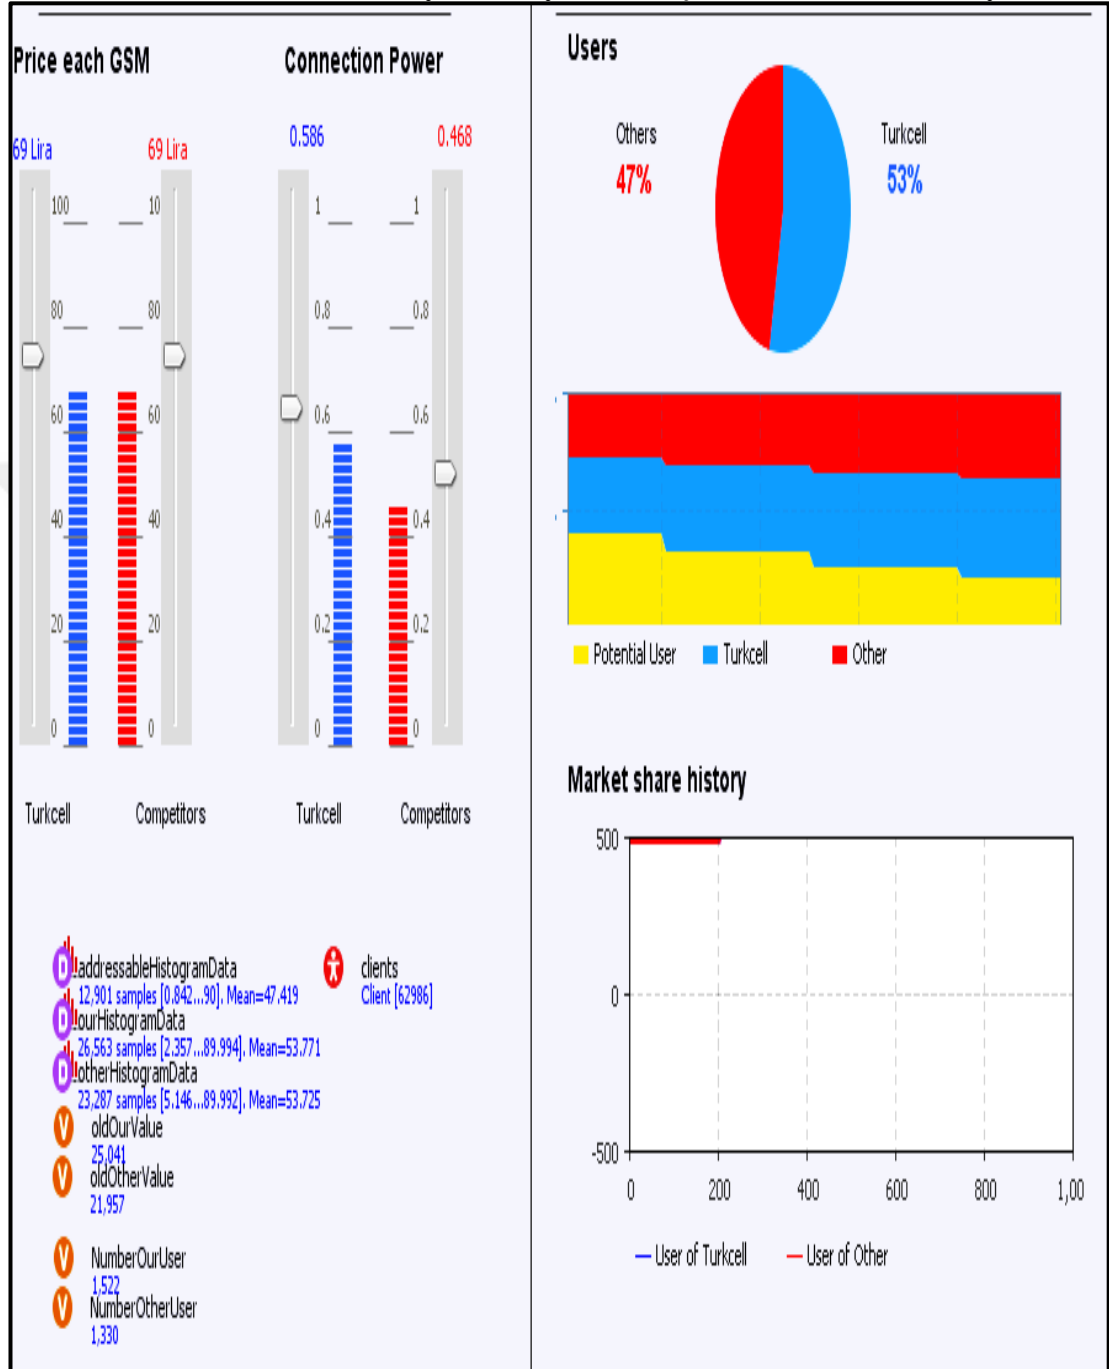 Price each GSM
Connection Power
69 Lira
69 Lira
0.586
0.468
100
10
1
1
80
80
0.8
0.8
60
60
0.6
0.6
40
40
0.4
0.4
20
20
0.2
0.2
0
0
0
0
Turkcell
Competitors
Turkcell
Competitors
addressableHistogramData
12,901 samples [0.842...90]. Mean=47.419
ourHistogramData
26,563 samples [2.357...89.994]. Mean=53.771
otherHistogramData
23,287 samples [5.146...89.992]. Mean=53.725
oldOurValue
25,041
oldOtherValue
21,957
NumberOurUser
1,522
NumberOtherUser
1,330
clients
Client [62986]
Users
Others
47%
Turkcell
53%
Potential User
Turkcell
Other
Market share history
500
0
-500
0
200
400
600
800
1,00
User of Turkcell
User of Other